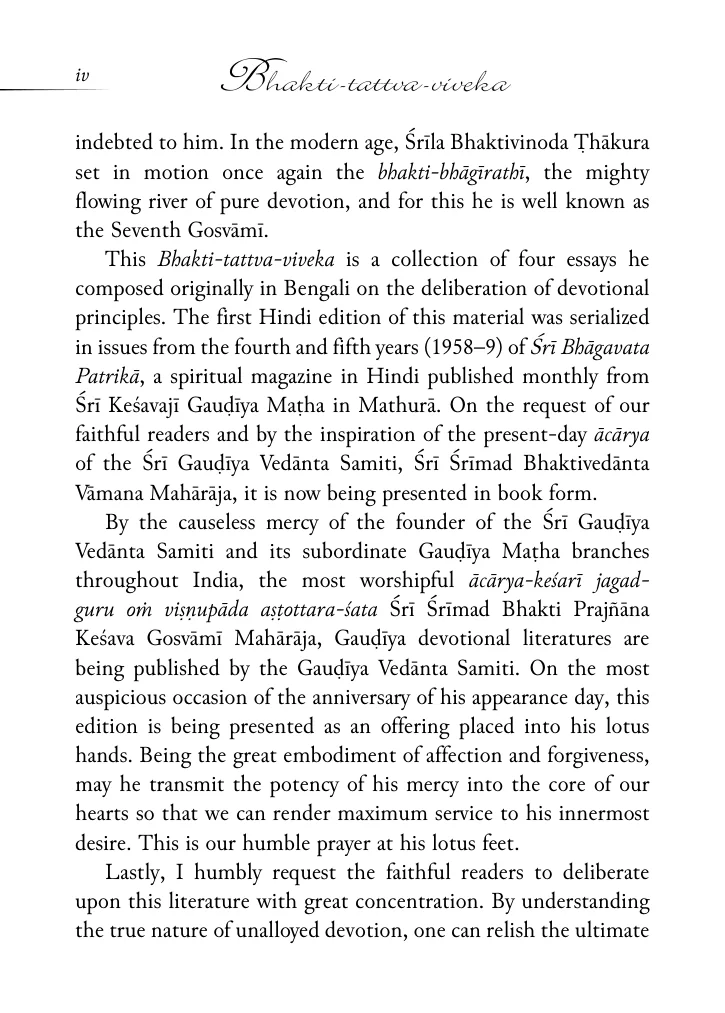 iv
Bhakti-tattva-viveka
indebted to him. In the modern age, Śrīla Bhaktivinoda Ṭhākura
set in motion once again the bhakti-bhāgīrathī, the mighty
flowing river of pure devotion, and for this he is well known as
the Seventh Gosvāmī.
This Bhakti-tattva-viveka is a collection of four essays he
composed originally in Bengali on the deliberation of devotional
principles. The first Hindi edition of this material was serialized
in issues from the fourth and fifth years (1958–9) of Śrī Bhāgavata
Patrikā, a spiritual magazine in Hindi published monthly from
Śrī Keśavajī Gauḍīya Maṭha in Mathurā. On the request of our
faithful readers and by the inspiration of the present-day ācārya
of the Śrī Gauḍīya Vedānta Samiti, Śrī Śrīmad Bhaktivedānta
Vāmana Mahārāja, it is now being presented in book form.
By the causeless mercy of the founder of the Śrī Gauḍīya
Vedānta Samiti and its subordinate Gauḍīya Maṭha branches
throughout India, the most worshipful ācārya-keśarī jagad-
guru oṁ viṣṇupāda aṣṭottara-śata Śrī Śrīmad Bhakti Prajñāna
Keśava Gosvāmī Mahārāja, Gauḍīya devotional literatures are
being published by the Gauḍīya Vedānta Samiti. On the most
auspicious occasion of the anniversary of his appearance day, this
edition is being presented as an offering placed into his lotus
hands. Being the great embodiment of affection and forgiveness,
may he transmit the potency of his mercy into the core of our
hearts so that we can render maximum service to his innermost
desire. This is our humble prayer at his lotus feet.
Lastly, I humbly request the faithful readers to deliberate
upon this literature with great concentration. By understanding
the true nature of unalloyed devotion, one can relish the ultimate